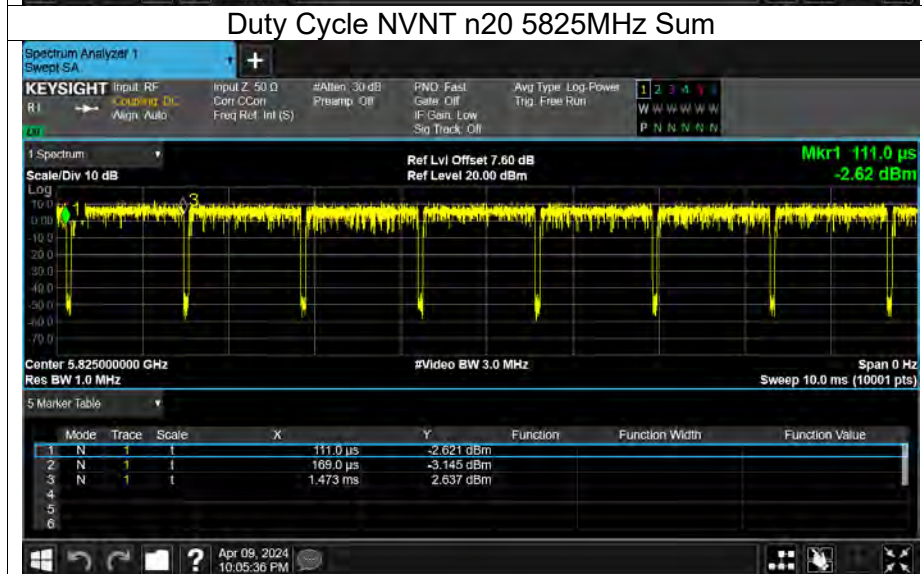 Duty Cycle NVNT n20 5825MHz Sum
Spectrum Analyzer 1
Swept SA
+
KEYSIGHT Input: RF Input Z: 50 Ω #Atten: 30 dB PNO: Fast Avg Type: Log-Power 1 2 3 4 5 6
R L Coupling: DC Corr CCorr Preamp: Off Gate: Off Trig: Free Run W W W W W W
Align: Auto Freq Ref: Int (S) IF Gain: Low
Sig Track: Off P N N N N N
1 Spectrum Ref Lvl Offset 7.60 dB Mkr1 111.0 µs
Scale/Div 10 dB Ref Level 20.00 dBm -2.62 dBm
Log
10.0
0.00
-10.0
-20.0
-30.0
-40.0
-50.0
-60.0
-70.0
1
3
Center 5.825000000 GHz #Video BW 3.0 MHz Span 0 Hz
Res BW 1.0 MHz Sweep 10.0 ms (10001 pts)
5 Marker Table
Mode Trace Scale X Y Function Function Width Function Value
1 N 1 t 111.0 µs -2.621 dBm
2 N 1 t 169.0 µs -3.145 dBm
3 N 1 t 1.473 ms 2.637 dBm
4
5
6
? Apr 09, 2024
10:05:36 PM